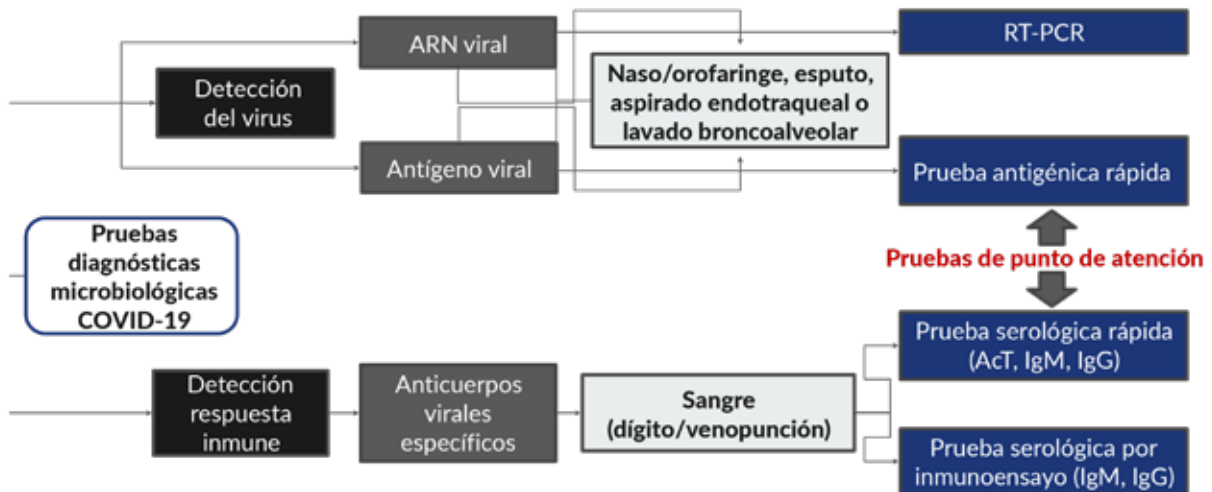 ARN viral
RT-PCR
Detección
del virus
Naso/orofaringe, esputo,
aspirado endotraqueal o
lavado broncoalveolar
Antígeno viral
Prueba antigénica rápida
Pruebas
diagnósticas
microbiológicas
COVID-19
Pruebas de punto de atención
Prueba serológica rápida
(AcT, IgM, IgG)
Detección
respuesta
inmune
Anticuerpos
virales
específicos
Sangre
(dígito/venopunción)
Prueba serológica por
inmunoensayo (IgM, IgG)